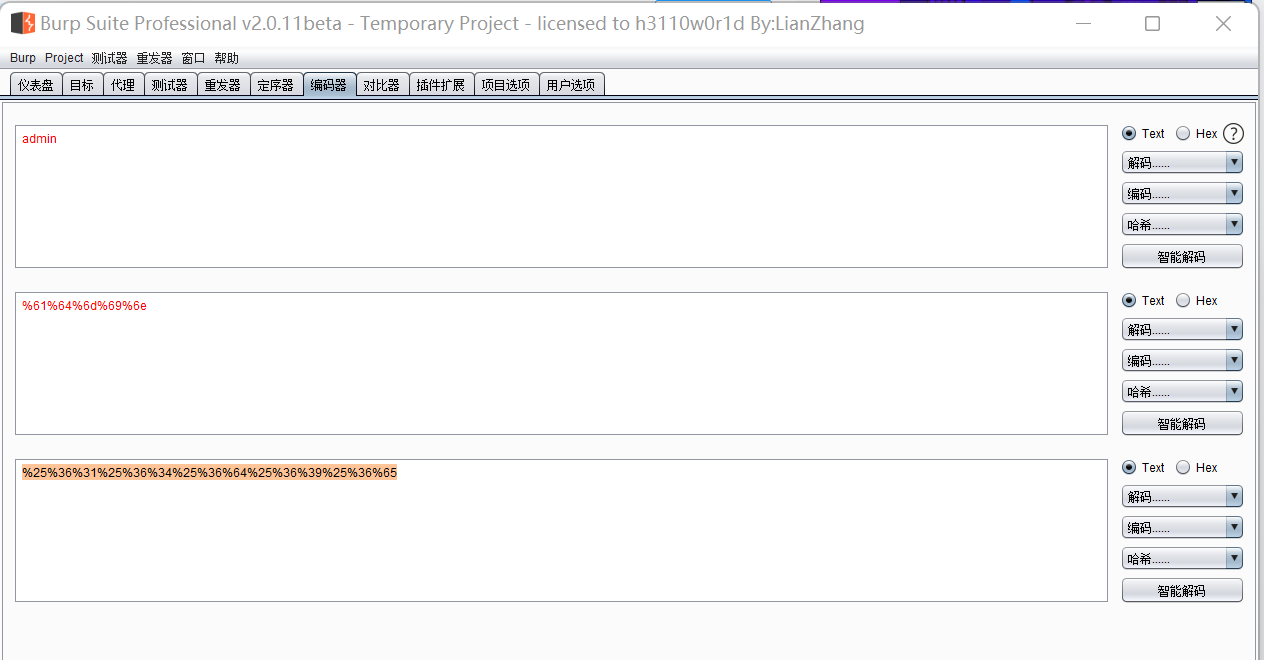 Burp Suite Professional v2.0.11beta - Temporary Project - licensed to h3110w0r1d By:LianZhang
Burp Project 测试器 重发器 窗口 帮助
仪表盘 目标 代理 测试器 重发器 定序器 编码器 对比器 插件扩展 项目选项 用户选项
admin
Text Hex ?
解码......
编码......
哈希......
智能解码
%61%64%6d%69%6e
Text Hex
解码......
编码......
哈希......
智能解码
%25%36%31%25%36%34%25%36%64%25%36%39%25%36%65
Text Hex
解码......
编码......
哈希......
智能解码